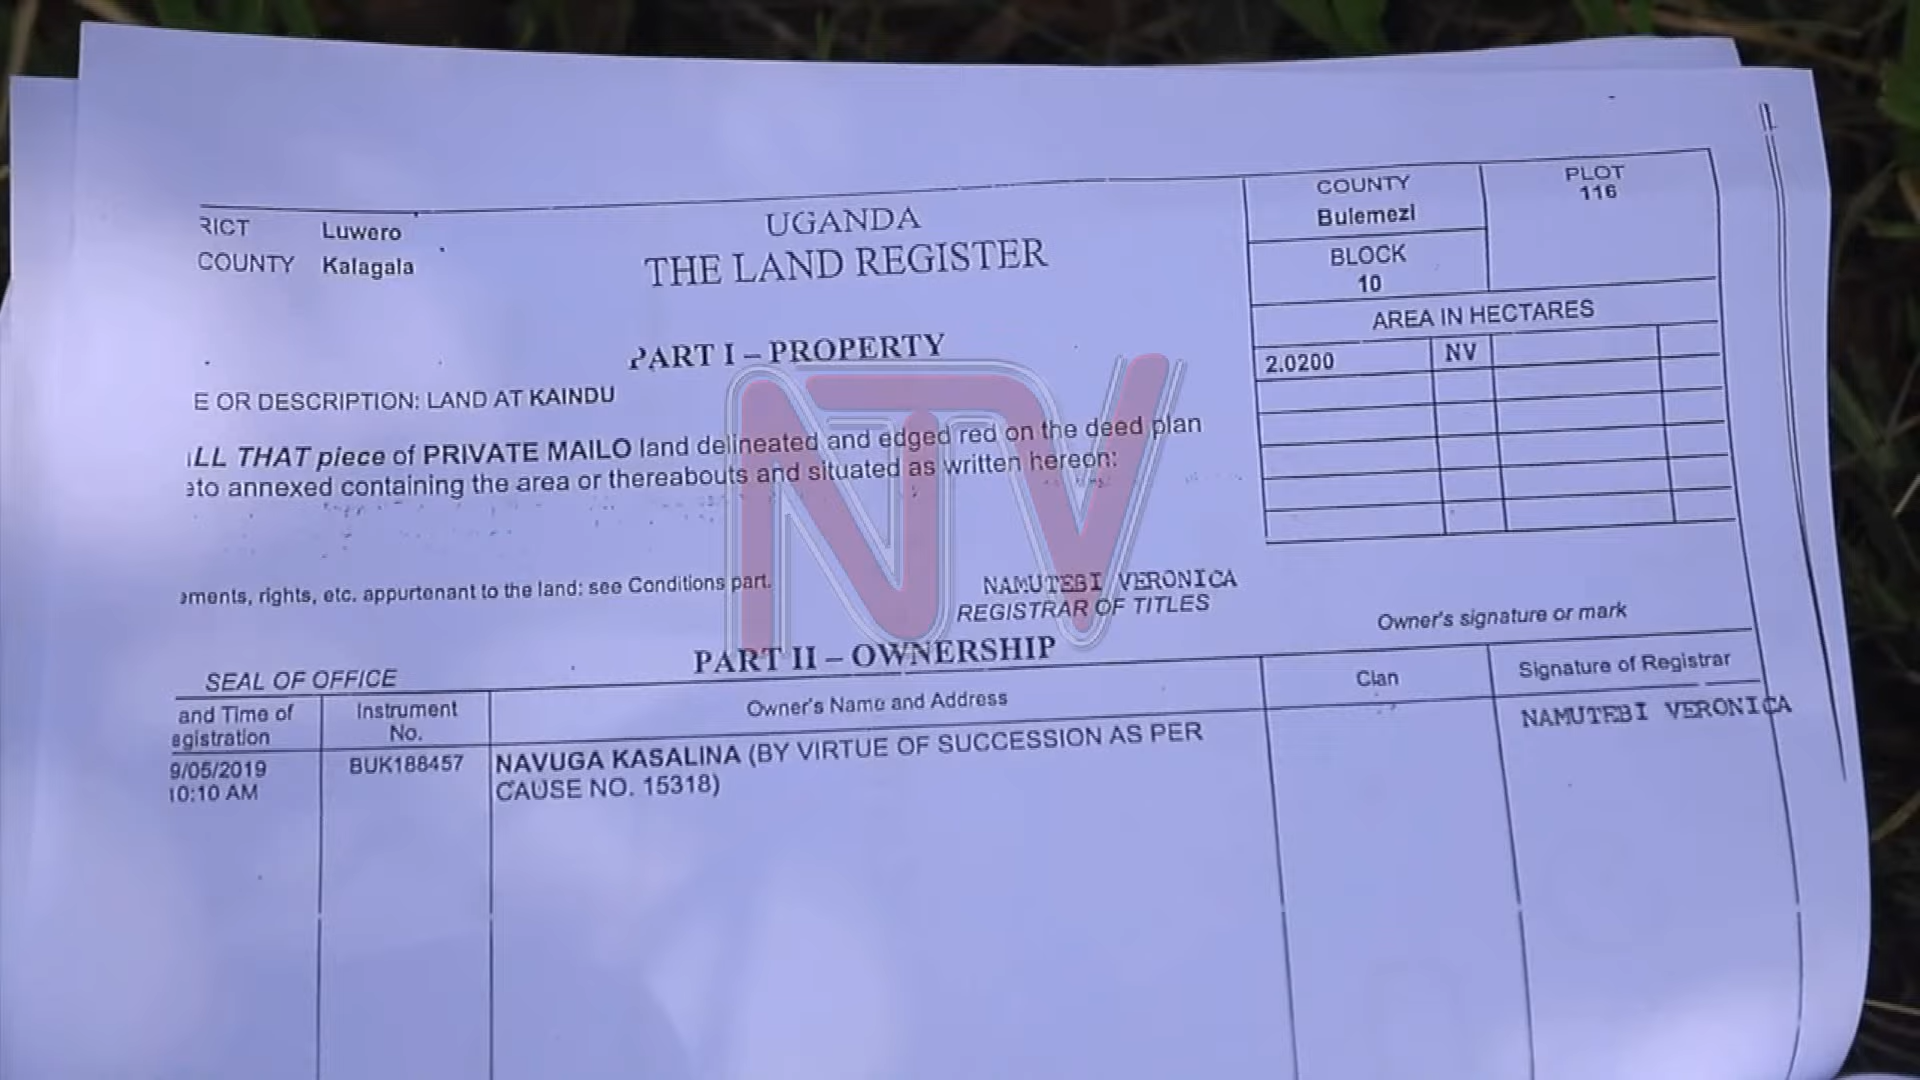 RICT Luwero
COUNTY Kalagala
UGANDA
THE LAND REGISTER
COUNTY
Bulemezi
PLOT
116
BLOCK
10
AREA IN HECTARES
2.0200 NV
PART I – PROPERTY
E OR DESCRIPTION: LAND AT KAINDU
LL THAT piece of PRIVATE MAILO land delineated and edged red on the deed plan
eto annexed containing the area or thereabouts and situated as written hereon:
ements, rights, etc. appurtenant to the land: see Conditions part.
NAMUTEBI VERONICA
REGISTRAR OF TITLES
Owner's signature or mark
PART II – OWNERSHIP
SEAL OF OFFICE
and Time of
egistration
Instrument
No.
Owner's Name and Address
Clan
Signature of Registrar
9/05/2019
10:10 AM
BUK188457
NAVUGA KASALINA (BY VIRTUE OF SUCCESSION AS PER
CAUSE NO. 15318)
NAMUTEBI VERONICA
NTV